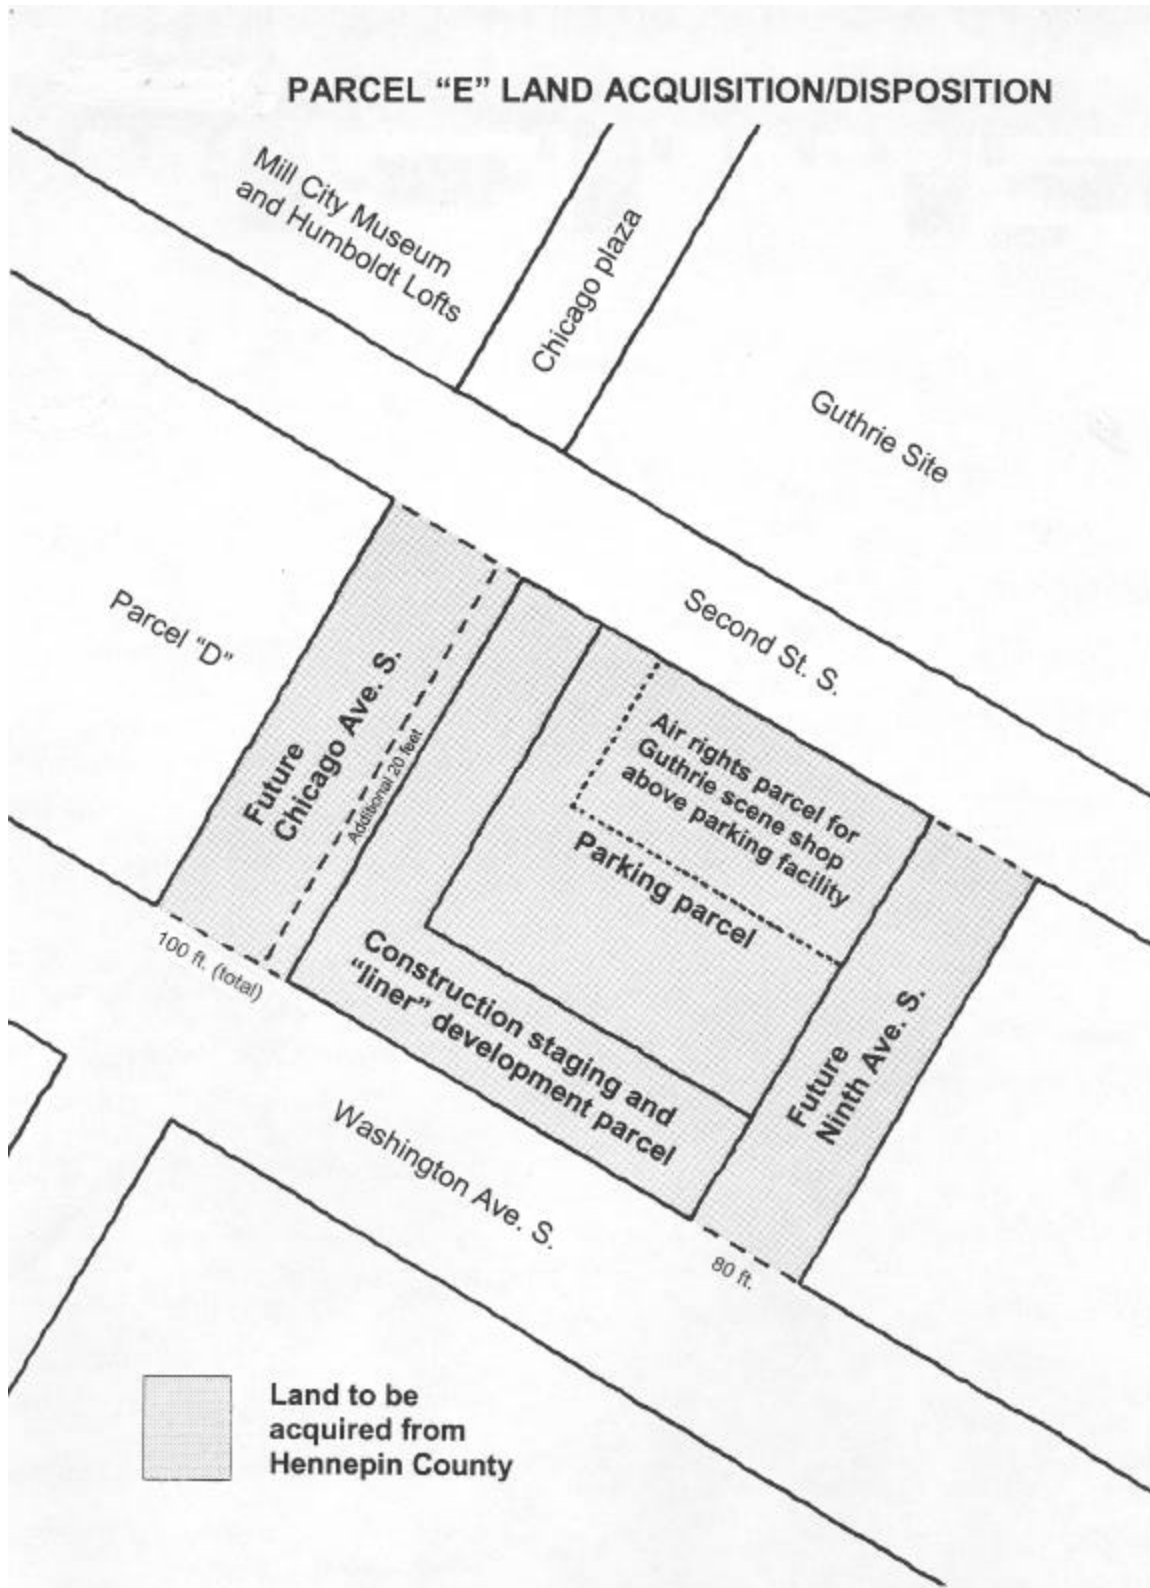 PARCEL “E” LAND ACQUISITION/DISPOSITION
Mill City Museum
and Humboldt Lofts
Chicago plaza
Guthrie Site
Parcel “D”
Second St. S.
Future
Chicago Ave. S.
Additional 20 feet
Air rights parcel for
Guthrie scene shop
above parking facility
Parking parcel
100 ft. (total)
Construction staging and
“liner” development parcel
Future
Ninth Ave. S.
Washington Ave. S.
80 ft.
Land to be
acquired from
Hennepin County